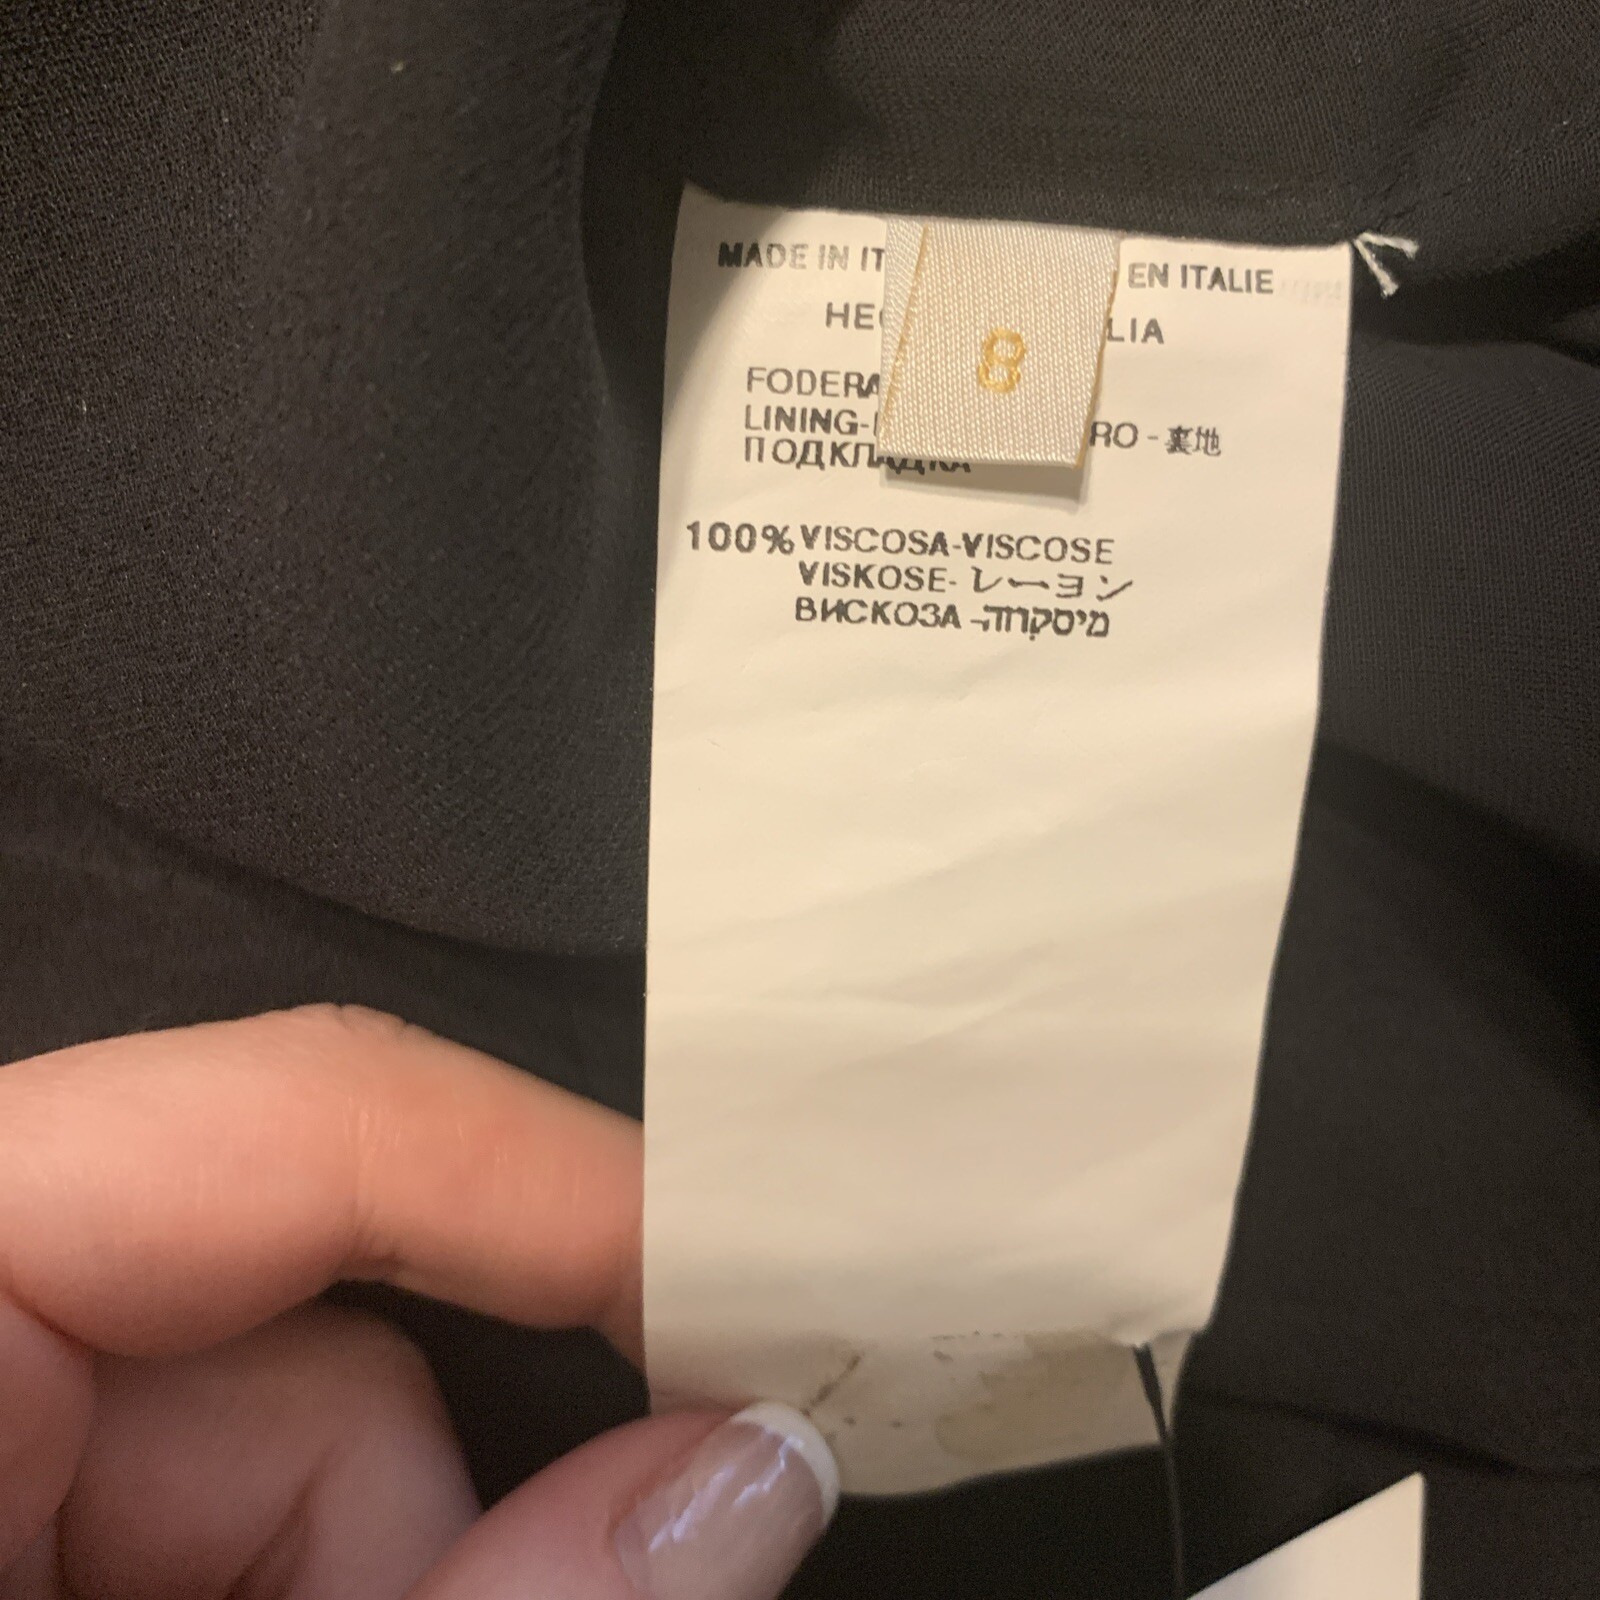 MADE IN IT EN ITALIE
HE LIA
8
FODERA
LINING- RO - 裏地
ПОДКЛАДКА
100% VISCOSA-VISCOSE
VISKOSE- レーヨン
ВИСКОЗА -